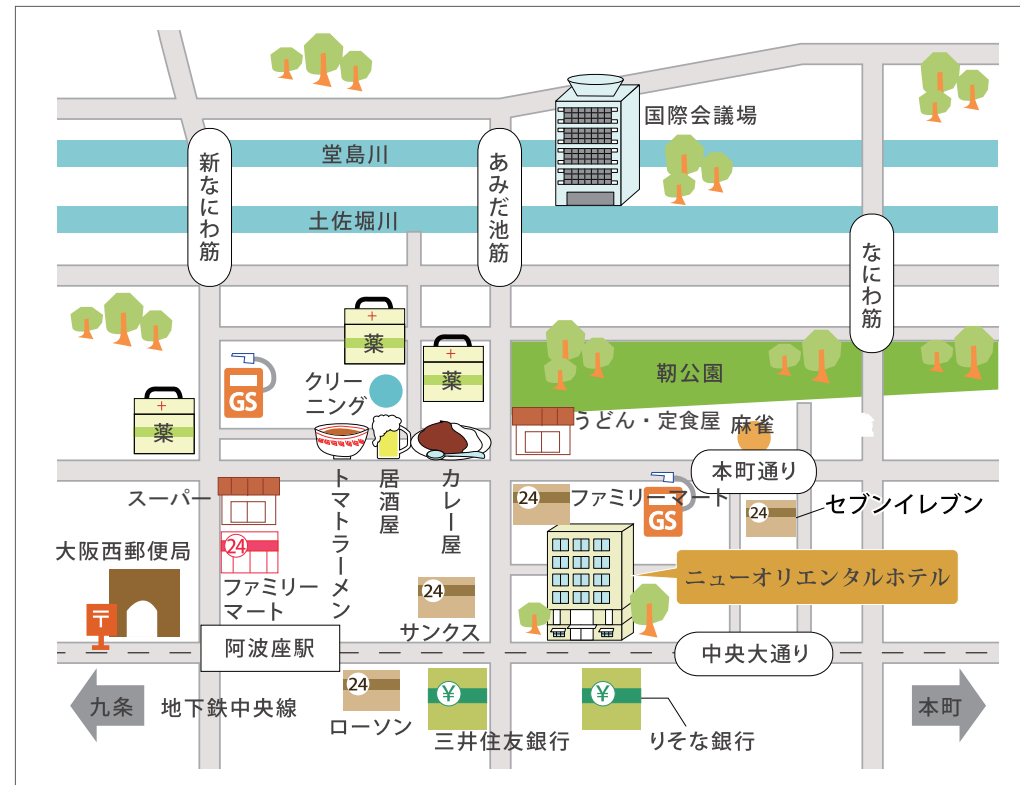 国際会議場
堂島川
土佐堀川
新なにわ筋
あみだ池筋
なにわ筋
薬
薬
薬
GS
クリー
ニング
靭公園
うどん・定食屋
麻雀
本町通り
スーパー
トマトラーメン
居酒屋
カレー屋
24
ファミリーマート
GS
24
セブンイレブン
24
ファミリー
マート
大阪西郵便局
〒
24
サンクス
ニューオリエンタルホテル
阿波座駅
中央大通り
九条
地下鉄中央線
24
ローソン
¥
三井住友銀行
¥
りそな銀行
本町